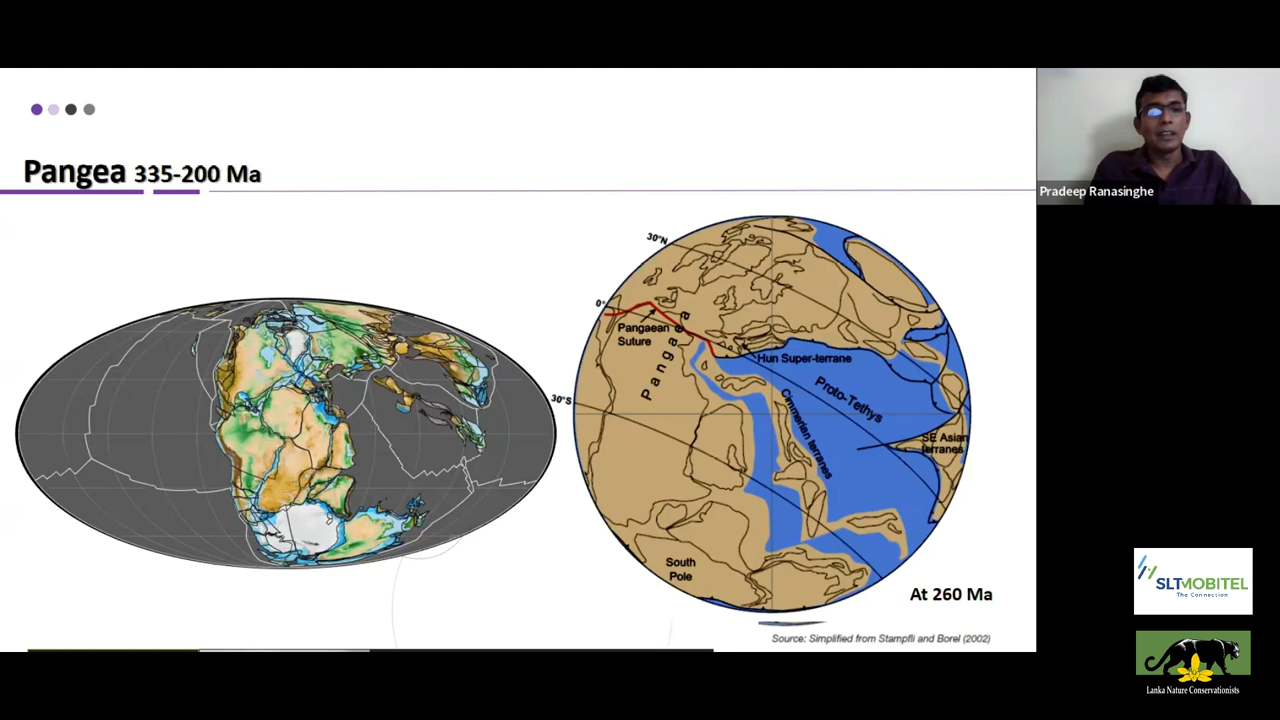 Pangea 335-200 Ma
Pradeep Ranasinghe
30°N
0°
Pangaean
Suture
Pangaea
Hun Super-terrane
Proto-Tethys
30°S
Cimmerian terranes
SE Asian
terranes
South
Pole
At 260 Ma
Source: Simplified from Stampfli and Borel (2002)
SLTMOBITEL
The Connection
Lanka Nature Conservationists